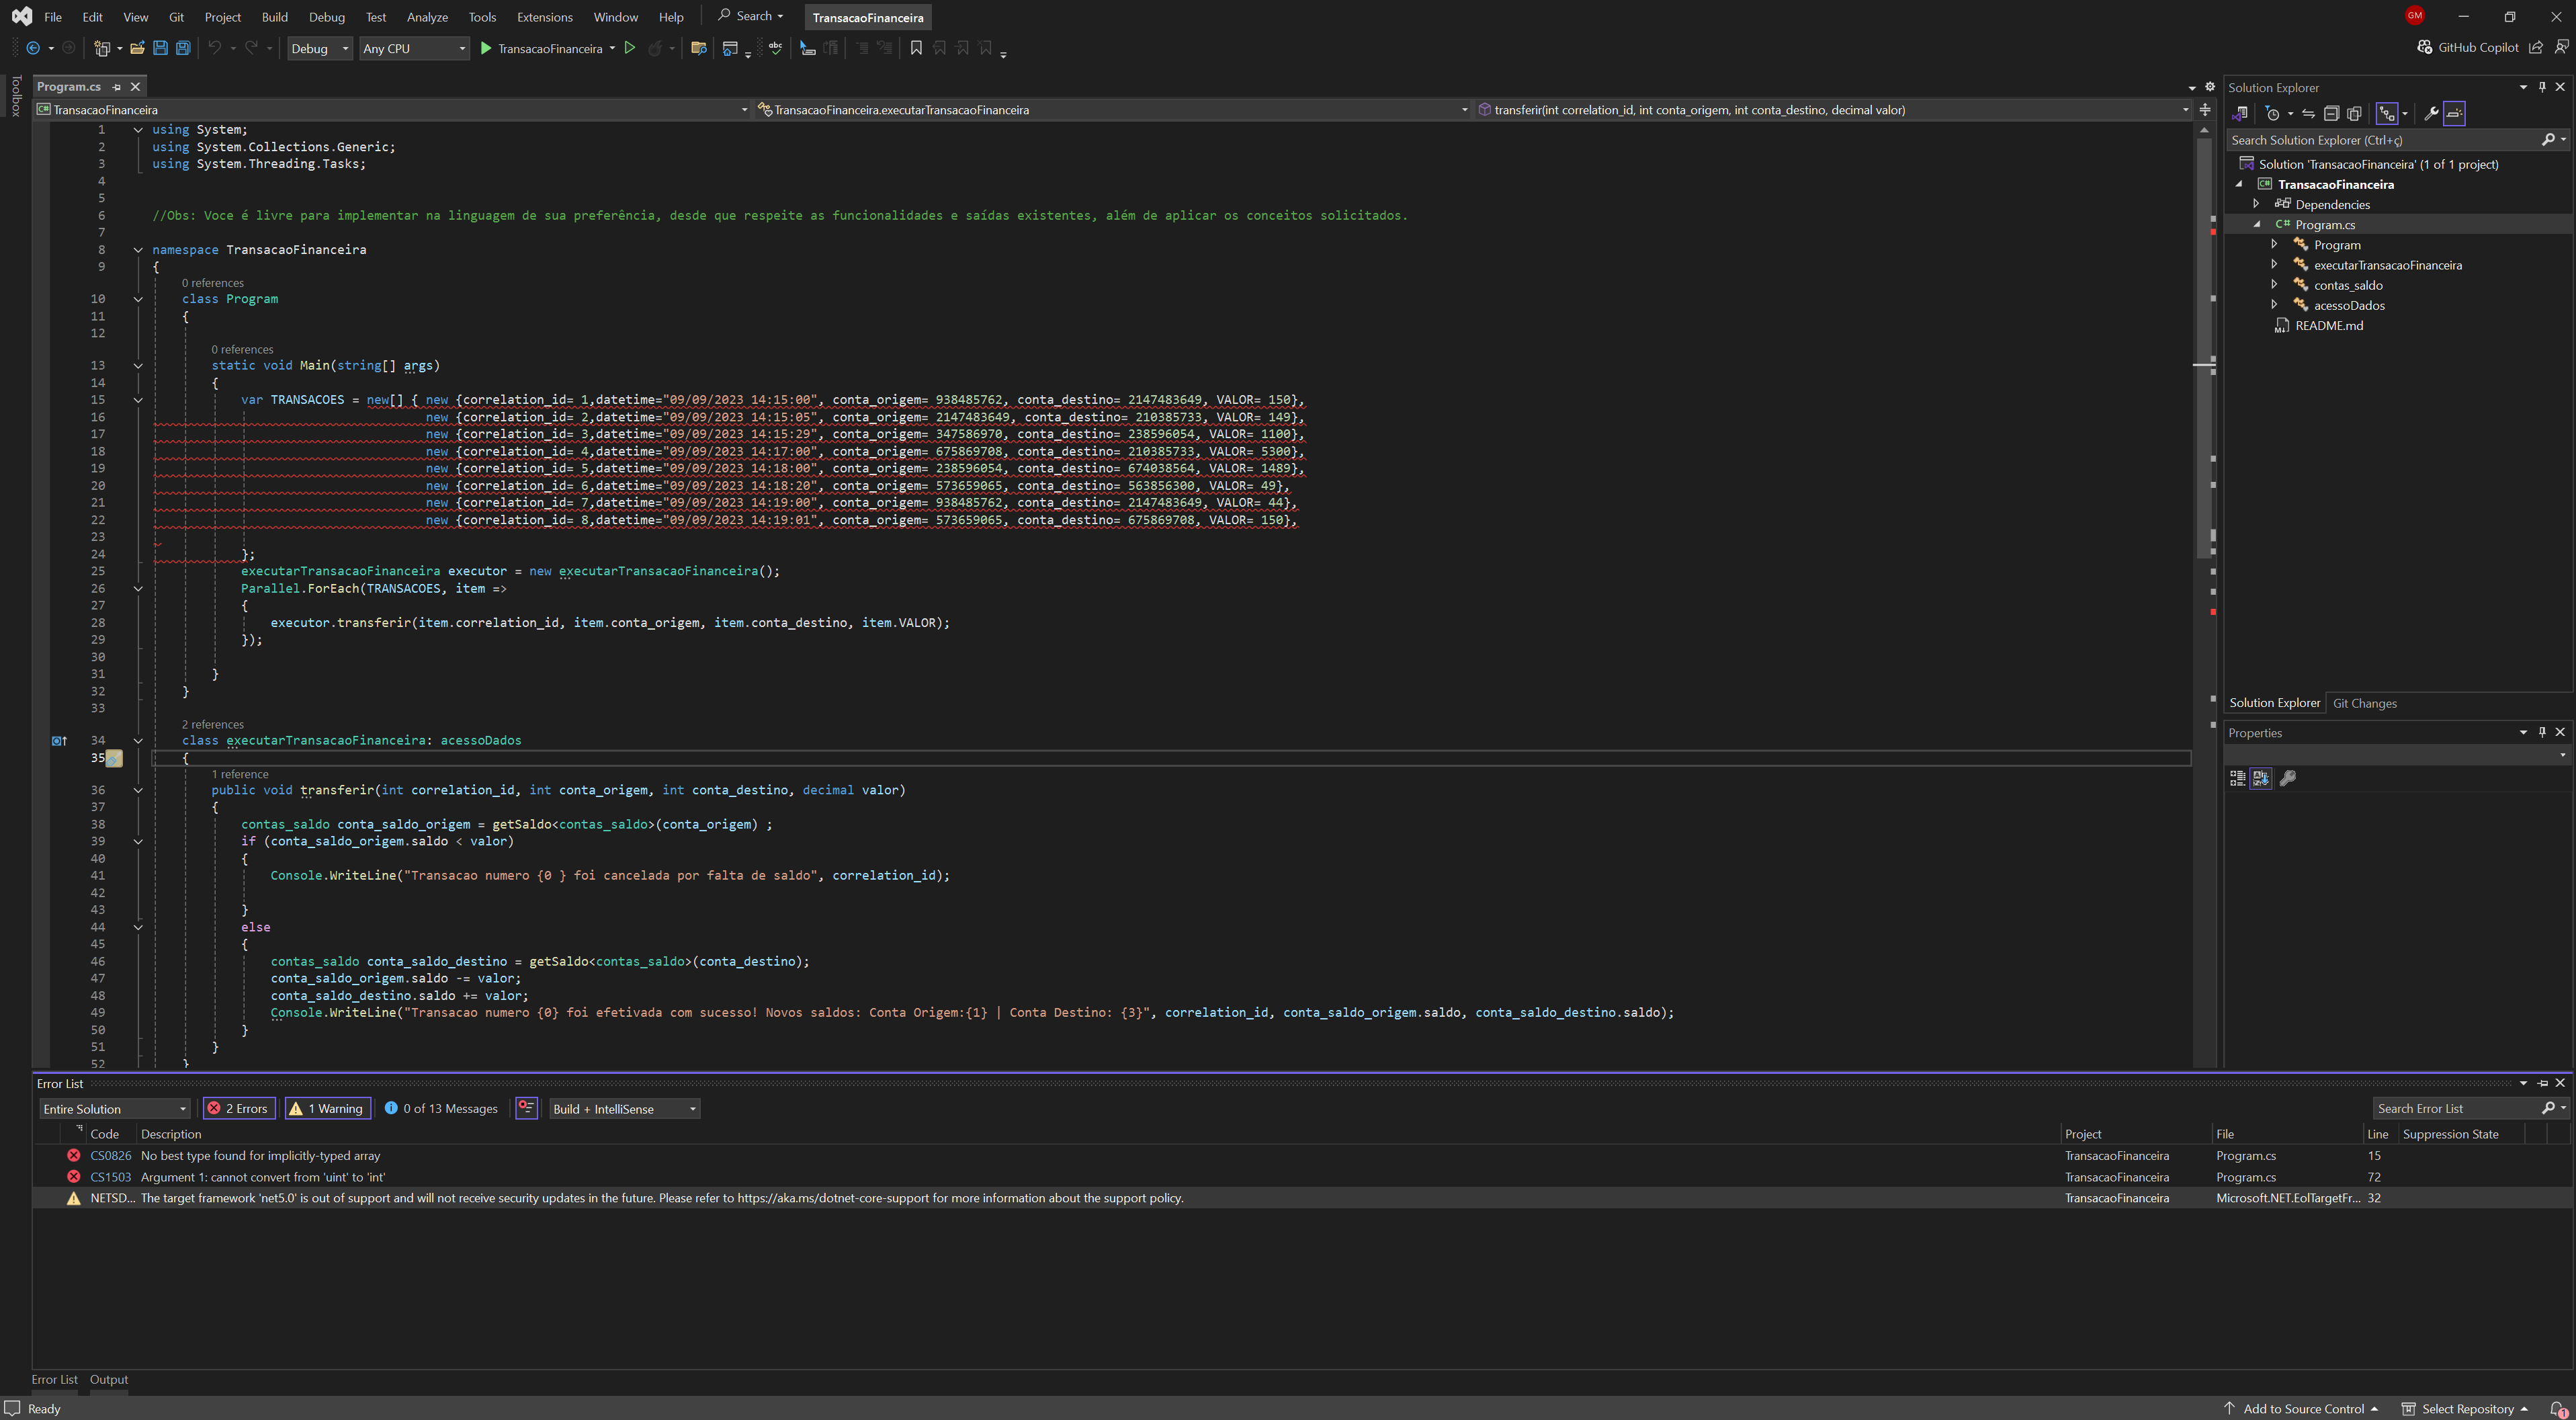 File Edit View Git Project Build Debug Test Analyze Tools Extensions Window Help Search TransacaoFinanceira GM
Debug Any CPU TransacaoFinanceira GitHub Copilot
Toolbox
Program.cs
TransacaoFinanceira TransacaoFinanceira.executarTransacaoFinanceira transferir(int correlation_id, int conta_origem, int conta_destino, decimal valor)
1 using System;
2 using System.Collections.Generic;
3 using System.Threading.Tasks;
4
5
6 //Obs: Voce é livre para implementar na linguagem de sua preferência, desde que respeite as funcionalidades e saídas existentes, além de aplicar os conceitos solicitados.
7
8 namespace TransacaoFinanceira
9 {
0 references
10 class Program
11 {
12
0 references
13 static void Main(string[] args)
14 {
15 var TRANSACOES = new[] { new {correlation_id= 1,datetime="09/09/2023 14:15:00", conta_origem= 938485762, conta_destino= 2147483649, VALOR= 150},
16 new {correlation_id= 2,datetime="09/09/2023 14:15:05", conta_origem= 2147483649, conta_destino= 210385733, VALOR= 149},
17 new {correlation_id= 3,datetime="09/09/2023 14:15:29", conta_origem= 347586970, conta_destino= 238596054, VALOR= 1100},
18 new {correlation_id= 4,datetime="09/09/2023 14:17:00", conta_origem= 675869708, conta_destino= 210385733, VALOR= 5300},
19 new {correlation_id= 5,datetime="09/09/2023 14:18:00", conta_origem= 238596054, conta_destino= 674038564, VALOR= 1489},
20 new {correlation_id= 6,datetime="09/09/2023 14:18:20", conta_origem= 573659065, conta_destino= 563856300, VALOR= 49},
21 new {correlation_id= 7,datetime="09/09/2023 14:19:00", conta_origem= 938485762, conta_destino= 2147483649, VALOR= 44},
22 new {correlation_id= 8,datetime="09/09/2023 14:19:01", conta_origem= 573659065, conta_destino= 675869708, VALOR= 150},
23
24 };
25 executarTransacaoFinanceira executor = new executarTransacaoFinanceira();
26 Parallel.ForEach(TRANSACOES, item =>
27 {
28 executor.transferir(item.correlation_id, item.conta_origem, item.conta_destino, item.VALOR);
29 });
30
31 }
32 }
33
2 references
34 class executarTransacaoFinanceira: acessoDados
35 {
1 reference
36 public void transferir(int correlation_id, int conta_origem, int conta_destino, decimal valor)
37 {
38 contas_saldo conta_saldo_origem = getSaldo<contas_saldo>(conta_origem) ;
39 if (conta_saldo_origem.saldo < valor)
40 {
41 Console.WriteLine("Transacao numero {0 } foi cancelada por falta de saldo", correlation_id);
42
43 }
44 else
45 {
46 contas_saldo conta_saldo_destino = getSaldo<contas_saldo>(conta_destino);
47 conta_saldo_origem.saldo -= valor;
48 conta_saldo_destino.saldo += valor;
49 Console.WriteLine("Transacao numero {0} foi efetivada com sucesso! Novos saldos: Conta Origem:{1} | Conta Destino: {3}", correlation_id, conta_saldo_origem.saldo, conta_saldo_destino.saldo);
50 }
51 }
52 }
Solution Explorer
Search Solution Explorer (Ctrl+ç)
Solution 'TransacaoFinanceira' (1 of 1 project)
TransacaoFinanceira
Dependencies
Program.cs
Program
executarTransacaoFinanceira
contas_saldo
acessoDados
README.md
Solution Explorer Git Changes
Properties
Error List
Entire Solution 2 Errors 1 Warning 0 of 13 Messages Build + IntelliSense Search Error List
Code Description Project File Line Suppression State
CS0826 No best type found for implicitly-typed array TransacaoFinanceira Program.cs 15
CS1503 Argument 1: cannot convert from 'uint' to 'int' TransacaoFinanceira Program.cs 72
NETSD... The target framework 'net5.0' is out of support and will not receive security updates in the future. Please refer to https://aka.ms/dotnet-core-support for more information about the support policy. TransacaoFinanceira Microsoft.NET.EolTargetFr... 32
Error List Output
Ready Add to Source Control Select Repository 1